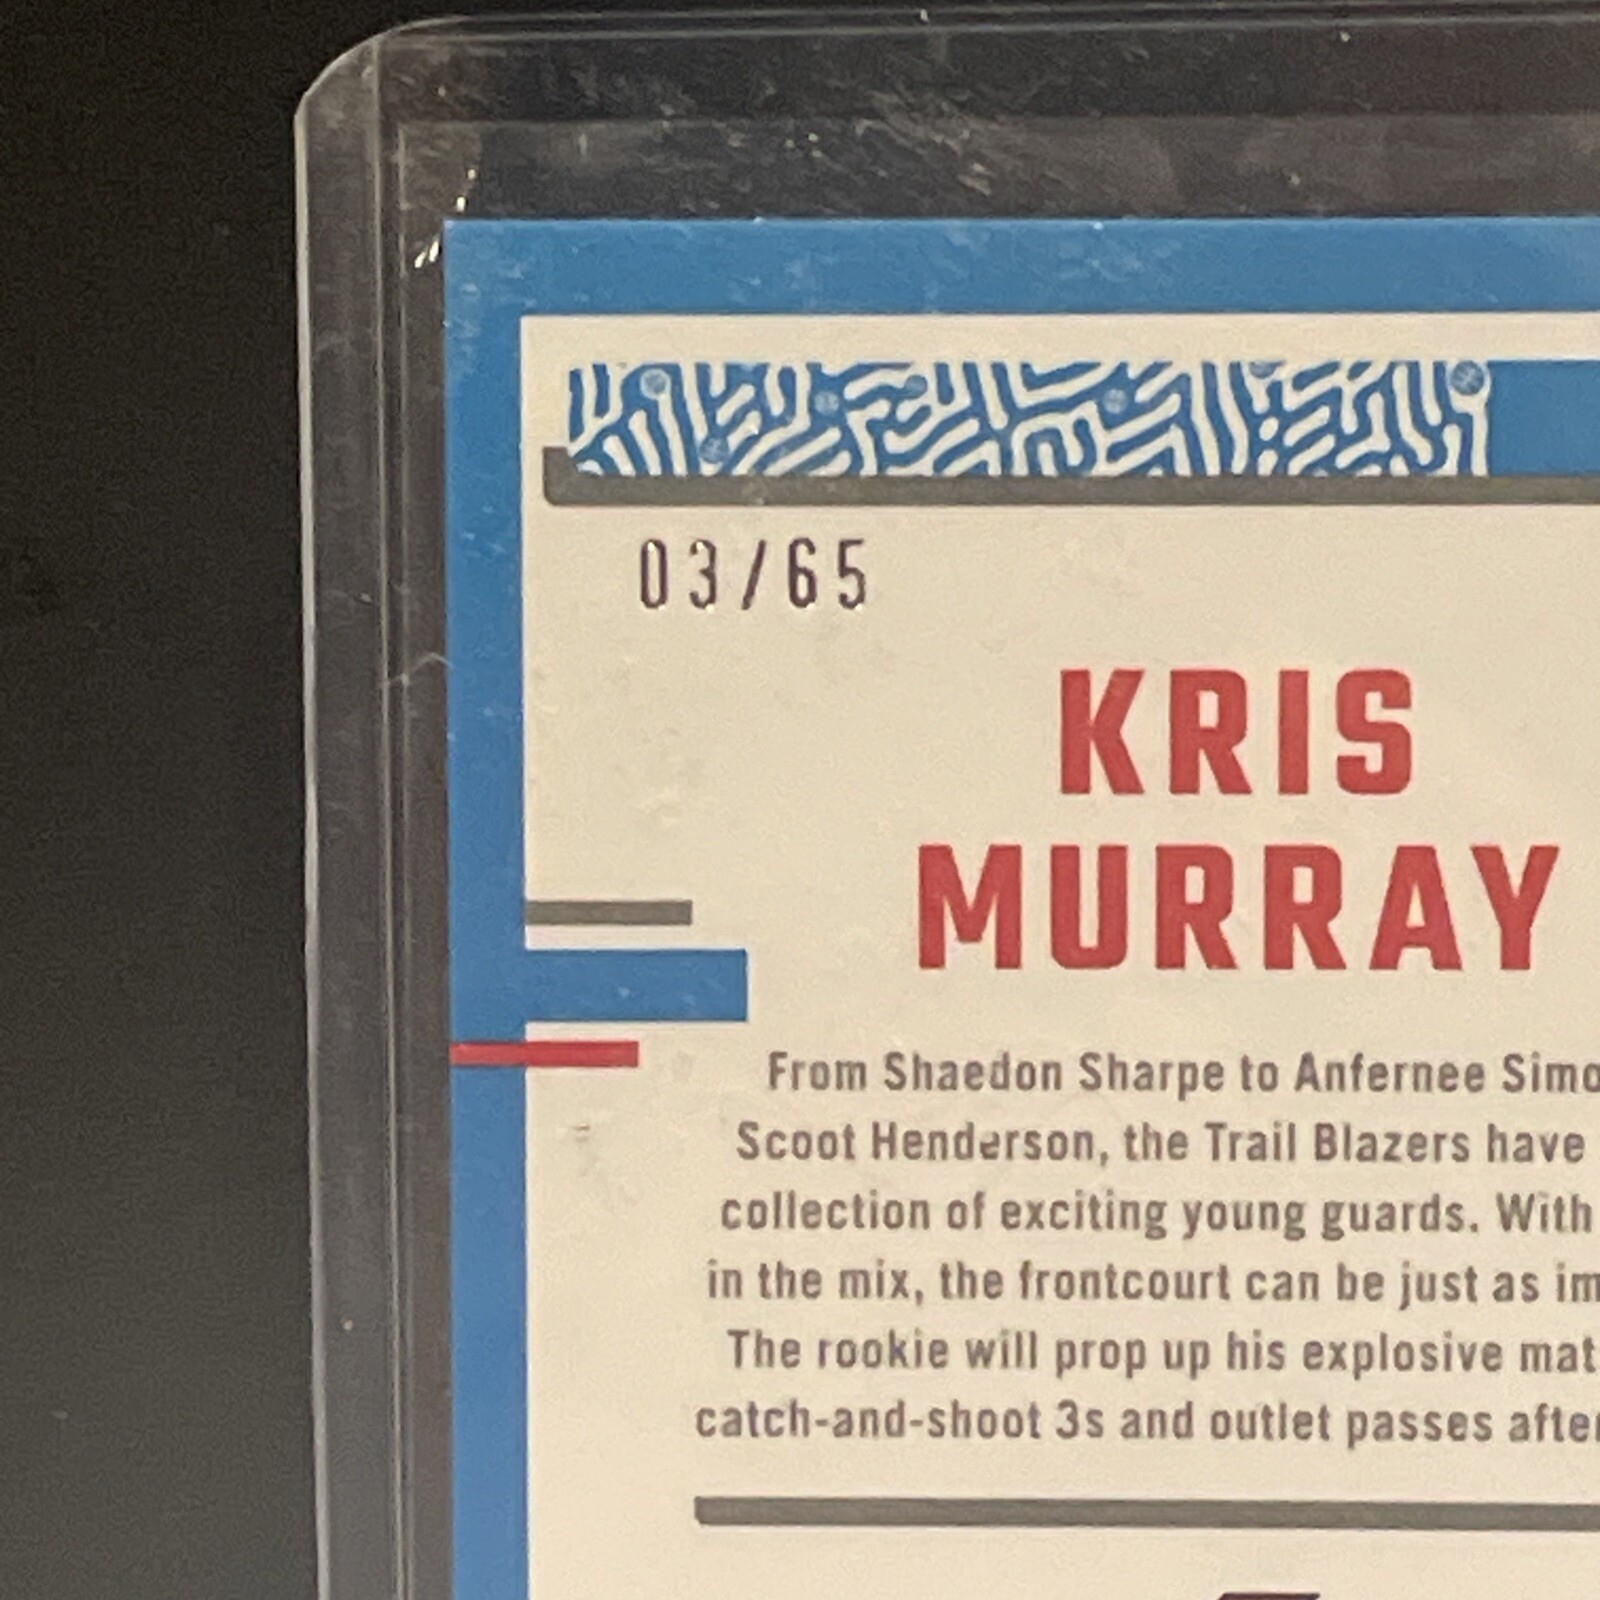 03/65
KRIS
MURRAY
From Shaedon Sharpe to Anfernee Simo
Scoot Henderson, the Trail Blazers have
collection of exciting young guards. With
in the mix, the frontcourt can be just as im
The rookie will prop up his explosive mat
catch-and-shoot 3s and outlet passes after